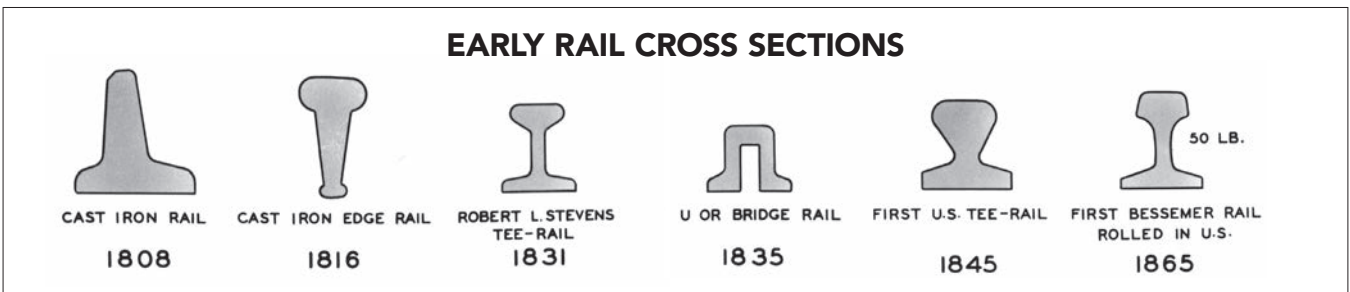 EARLY RAIL CROSS SECTIONS
CAST IRON RAIL
1808
CAST IRON EDGE RAIL
1816
ROBERT L. STEVENS
TEE-RAIL
1831
U OR BRIDGE RAIL
1835
FIRST U.S. TEE-RAIL
1845
50 LB.
FIRST BESSEMER RAIL
ROLLED IN U.S.
1865